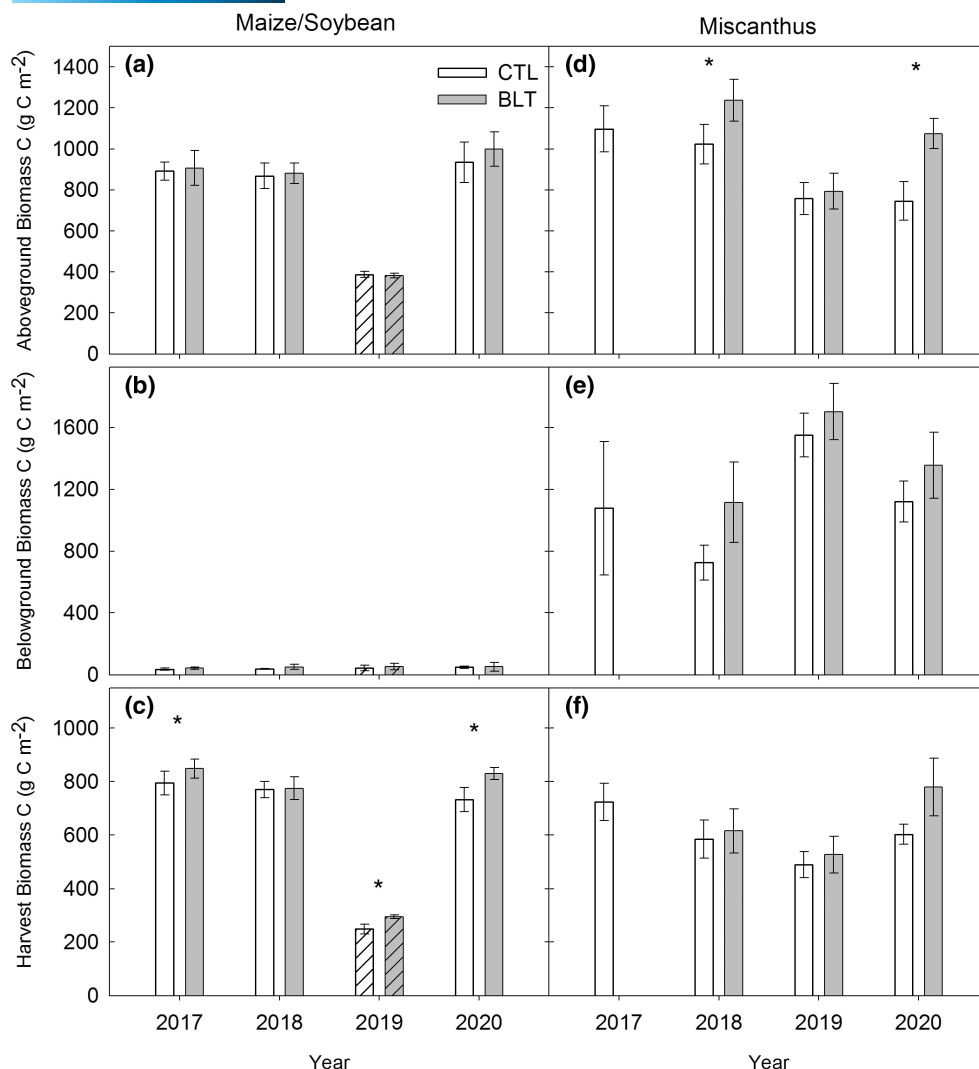 Maize/Soybean
Miscanthus
Aboveground Biomass C (g C m-2)
1400
1200
1000
800
600
400
200
0
(a)
CTL
BLT
(d)
*
*
Belowground Biomass C (g C m-2)
1600
1200
800
400
0
(b)
(e)
Harvest Biomass C (g C m-2)
1000
800
600
400
200
0
(c)
*
*
*
(f)
2017 2018 2019 2020
2017 2018 2019 2020
Year
Year